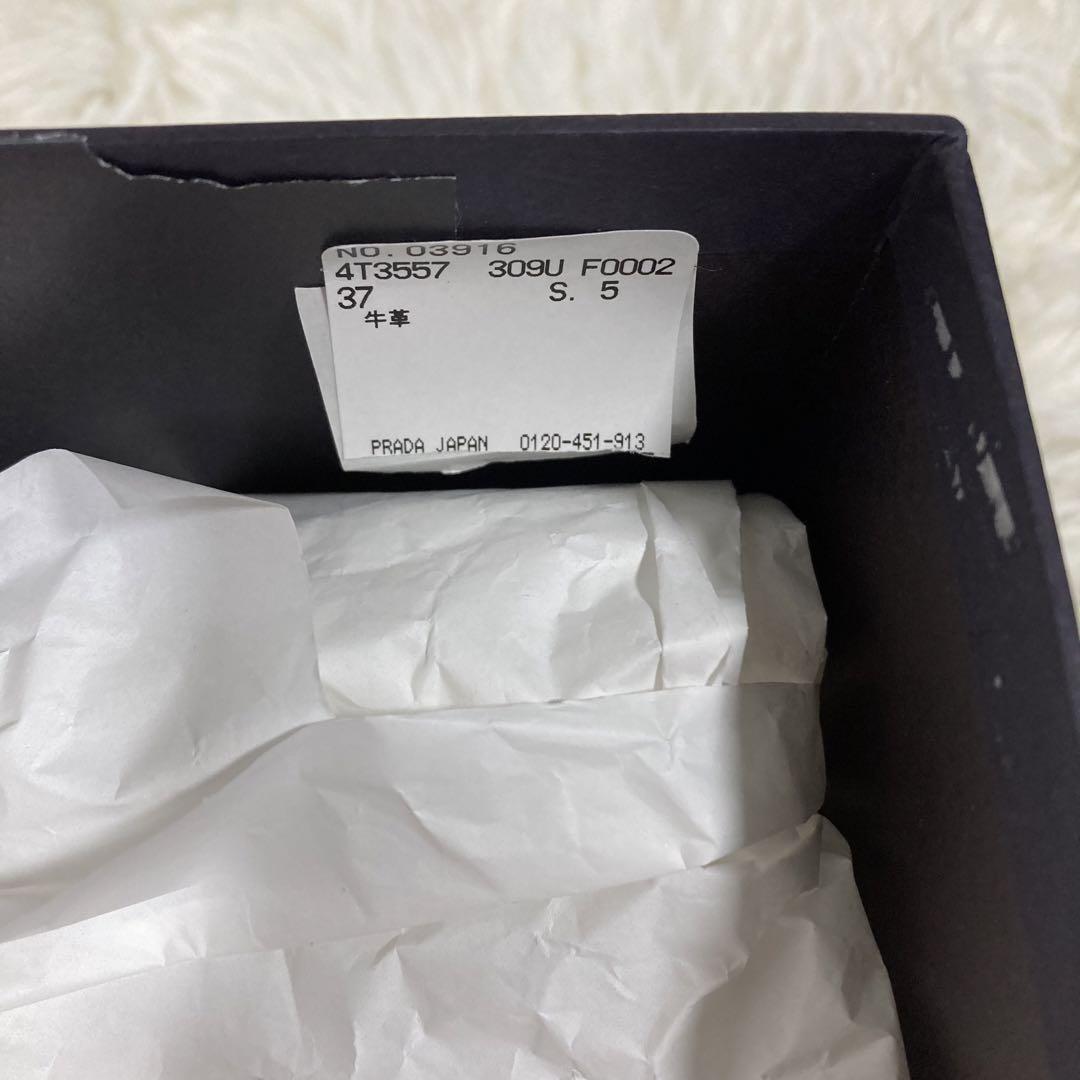 NO. 03916
4T3557 309U F0002
37 S. 5
牛革
PRADA JAPAN 0120-451-913